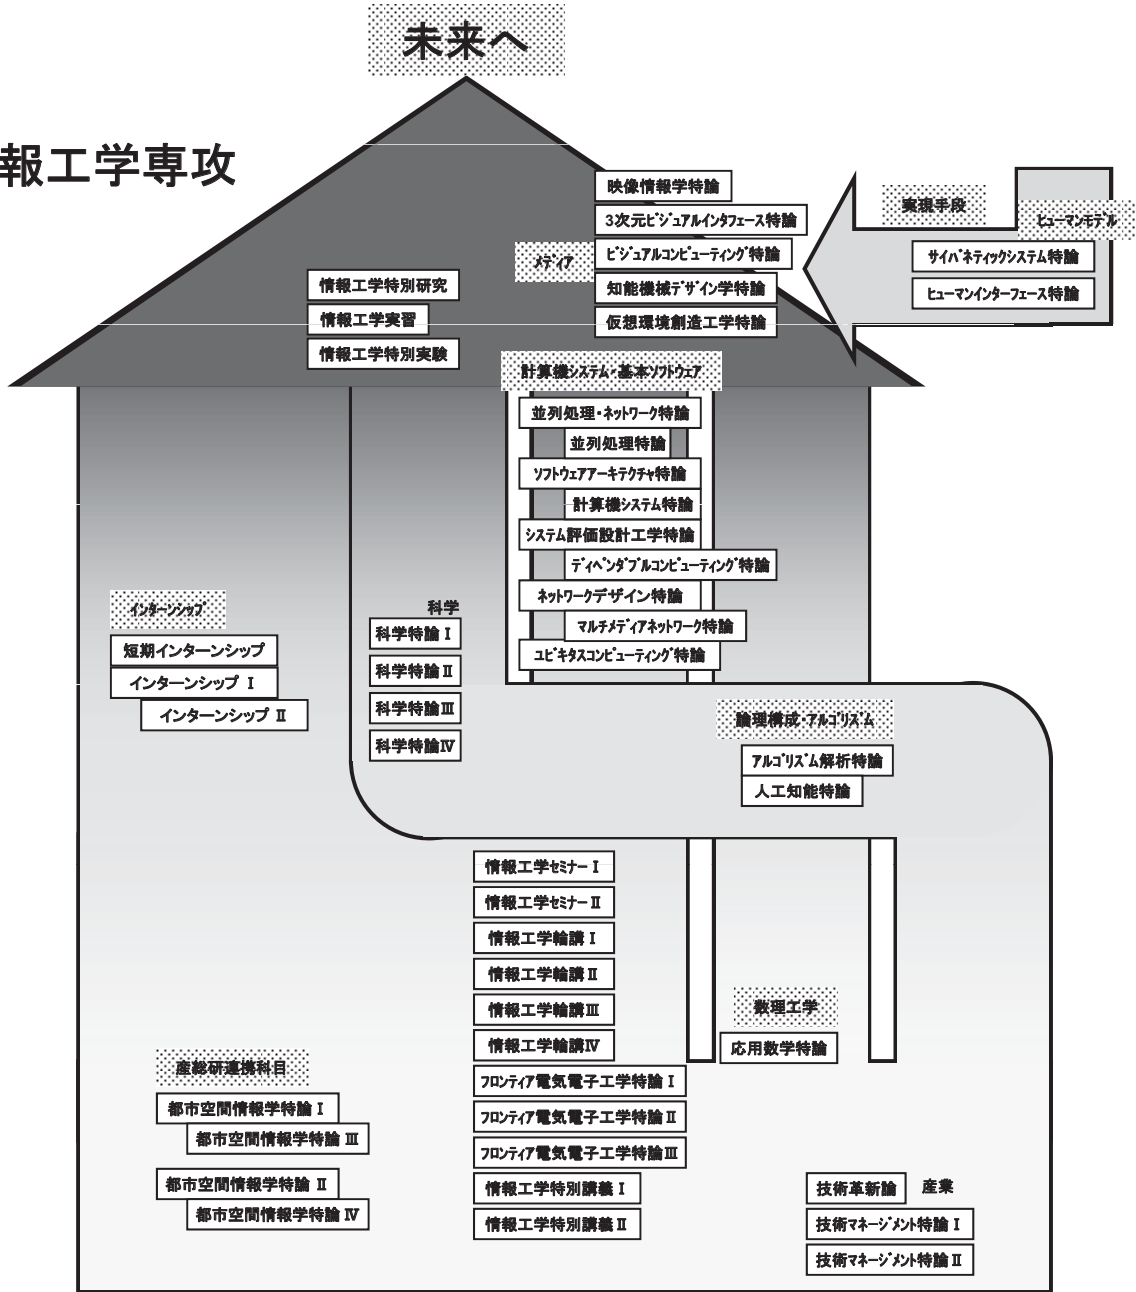 未来へ
報工学専攻
映像情報学特論
3次元ビジュアルインタフェース特論
メディア
ビジュアルコンピューティング特論
知能機械デザイン学特論
仮想環境創造工学特論
実現手段
ヒューマンモデル
サイバネティックシステム特論
ヒューマンインターフェース特論
情報工学特別研究
情報工学実習
情報工学特別実験
計算機システム・基本ソフトウェア
並列処理・ネットワーク特論
並列処理特論
ソフトウェアアーキテクチャ特論
計算機システム特論
システム評価設計工学特論
ディペンダブルコンピューティング特論
ネットワークデザイン特論
マルチメディアネットワーク特論
ユビキタスコンピューティング特論
インターンシップ
短期インターンシップ
インターンシップ Ⅰ
インターンシップ Ⅱ
科学
科学特論Ⅰ
科学特論Ⅱ
科学特論Ⅲ
科学特論Ⅳ
論理構成・アルゴリズム
アルゴリズム解析特論
人工知能特論
情報工学セミナーⅠ
情報工学セミナーⅡ
情報工学輪講Ⅰ
情報工学輪講Ⅱ
情報工学輪講Ⅲ
情報工学輪講Ⅳ
フロンティア電気電子工学特論Ⅰ
フロンティア電気電子工学特論Ⅱ
フロンティア電気電子工学特論Ⅲ
情報工学特別講義Ⅰ
情報工学特別講義Ⅱ
数理工学
応用数学特論
産総研連携科目
都市空間情報学特論Ⅰ
都市空間情報学特論 Ⅲ
都市空間情報学特論 Ⅱ
都市空間情報学特論 Ⅳ
技術革新論
産業
技術マネージメント特論Ⅰ
技術マネージメント特論Ⅱ